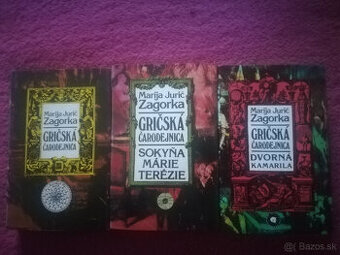 Marija Jurić
Zagorka
GRIČSKÁ
ČARODEJNICA
Marija Jurić
Zagorka
GRIČSKÁ
ČARODEJNICA
SOKYŇA
MÁRIE
TERÉZIE
Marija Jurić
Zagorka
GRIČSKÁ
ČARODEJNICA
DVORNÁ
KAMARILA
© Bazos.sk